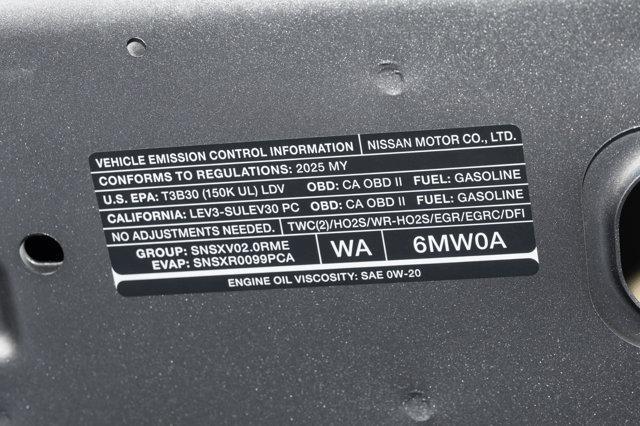 VEHICLE EMISSION CONTROL INFORMATION NISSAN MOTOR CO., LTD.
CONFORMS TO REGULATIONS: 2025 MY
U.S. EPA: T3B30 (150K UL) LDV OBD: CA OBD II FUEL: GASOLINE
CALIFORNIA: LEV3-SULEV30 PC OBD: CA OBD II FUEL: GASOLINE
NO ADJUSTMENTS NEEDED. TWC(2)/HO2S/WR-HO2S/EGR/EGRC/DFI
GROUP: SNSXV02.0RME
EVAP: SNSXR0099PCA
WA 6MW0A
ENGINE OIL VISCOSITY: SAE 0W-20